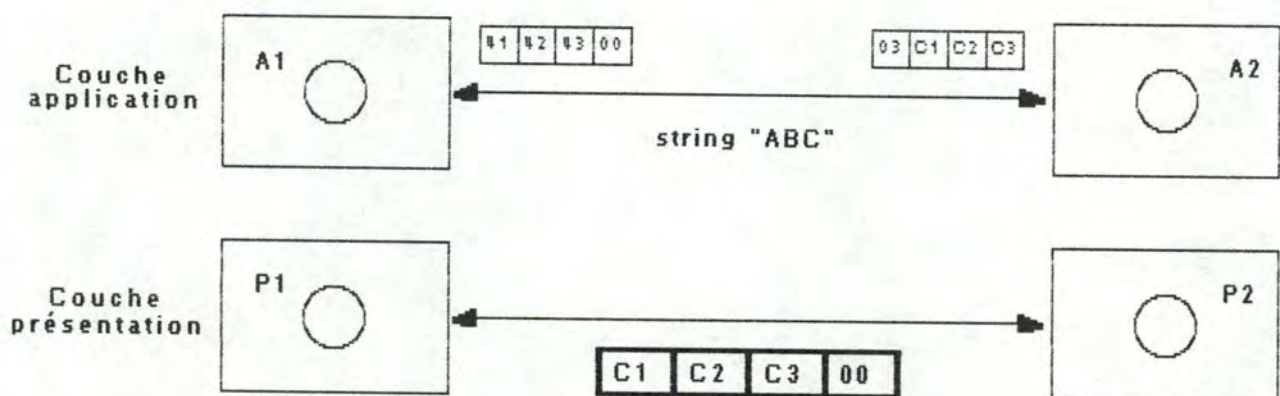 Couche
application
A1
41 42 43 00
03 C1 C2 C3
A2
string "ABC"
Couche
présentation
P1
P2
C1 C2 C3 00